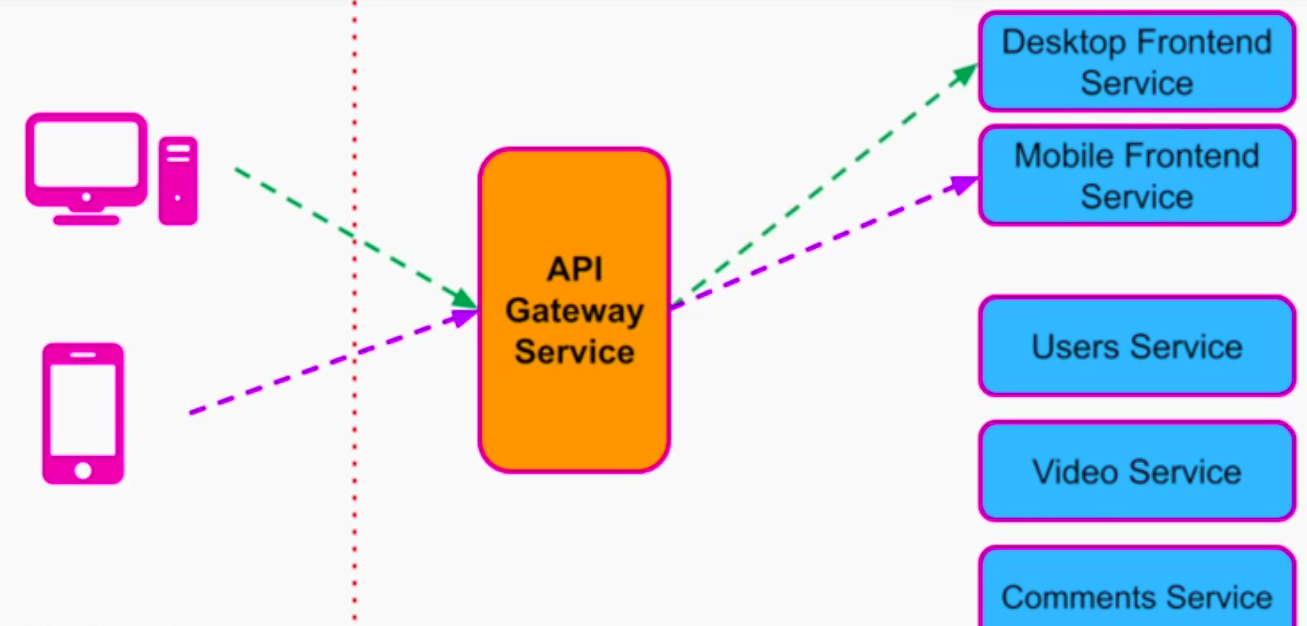 Desktop Frontend
Service
Mobile Frontend
Service
API
Gateway
Service
Users Service
Video Service
Comments Service